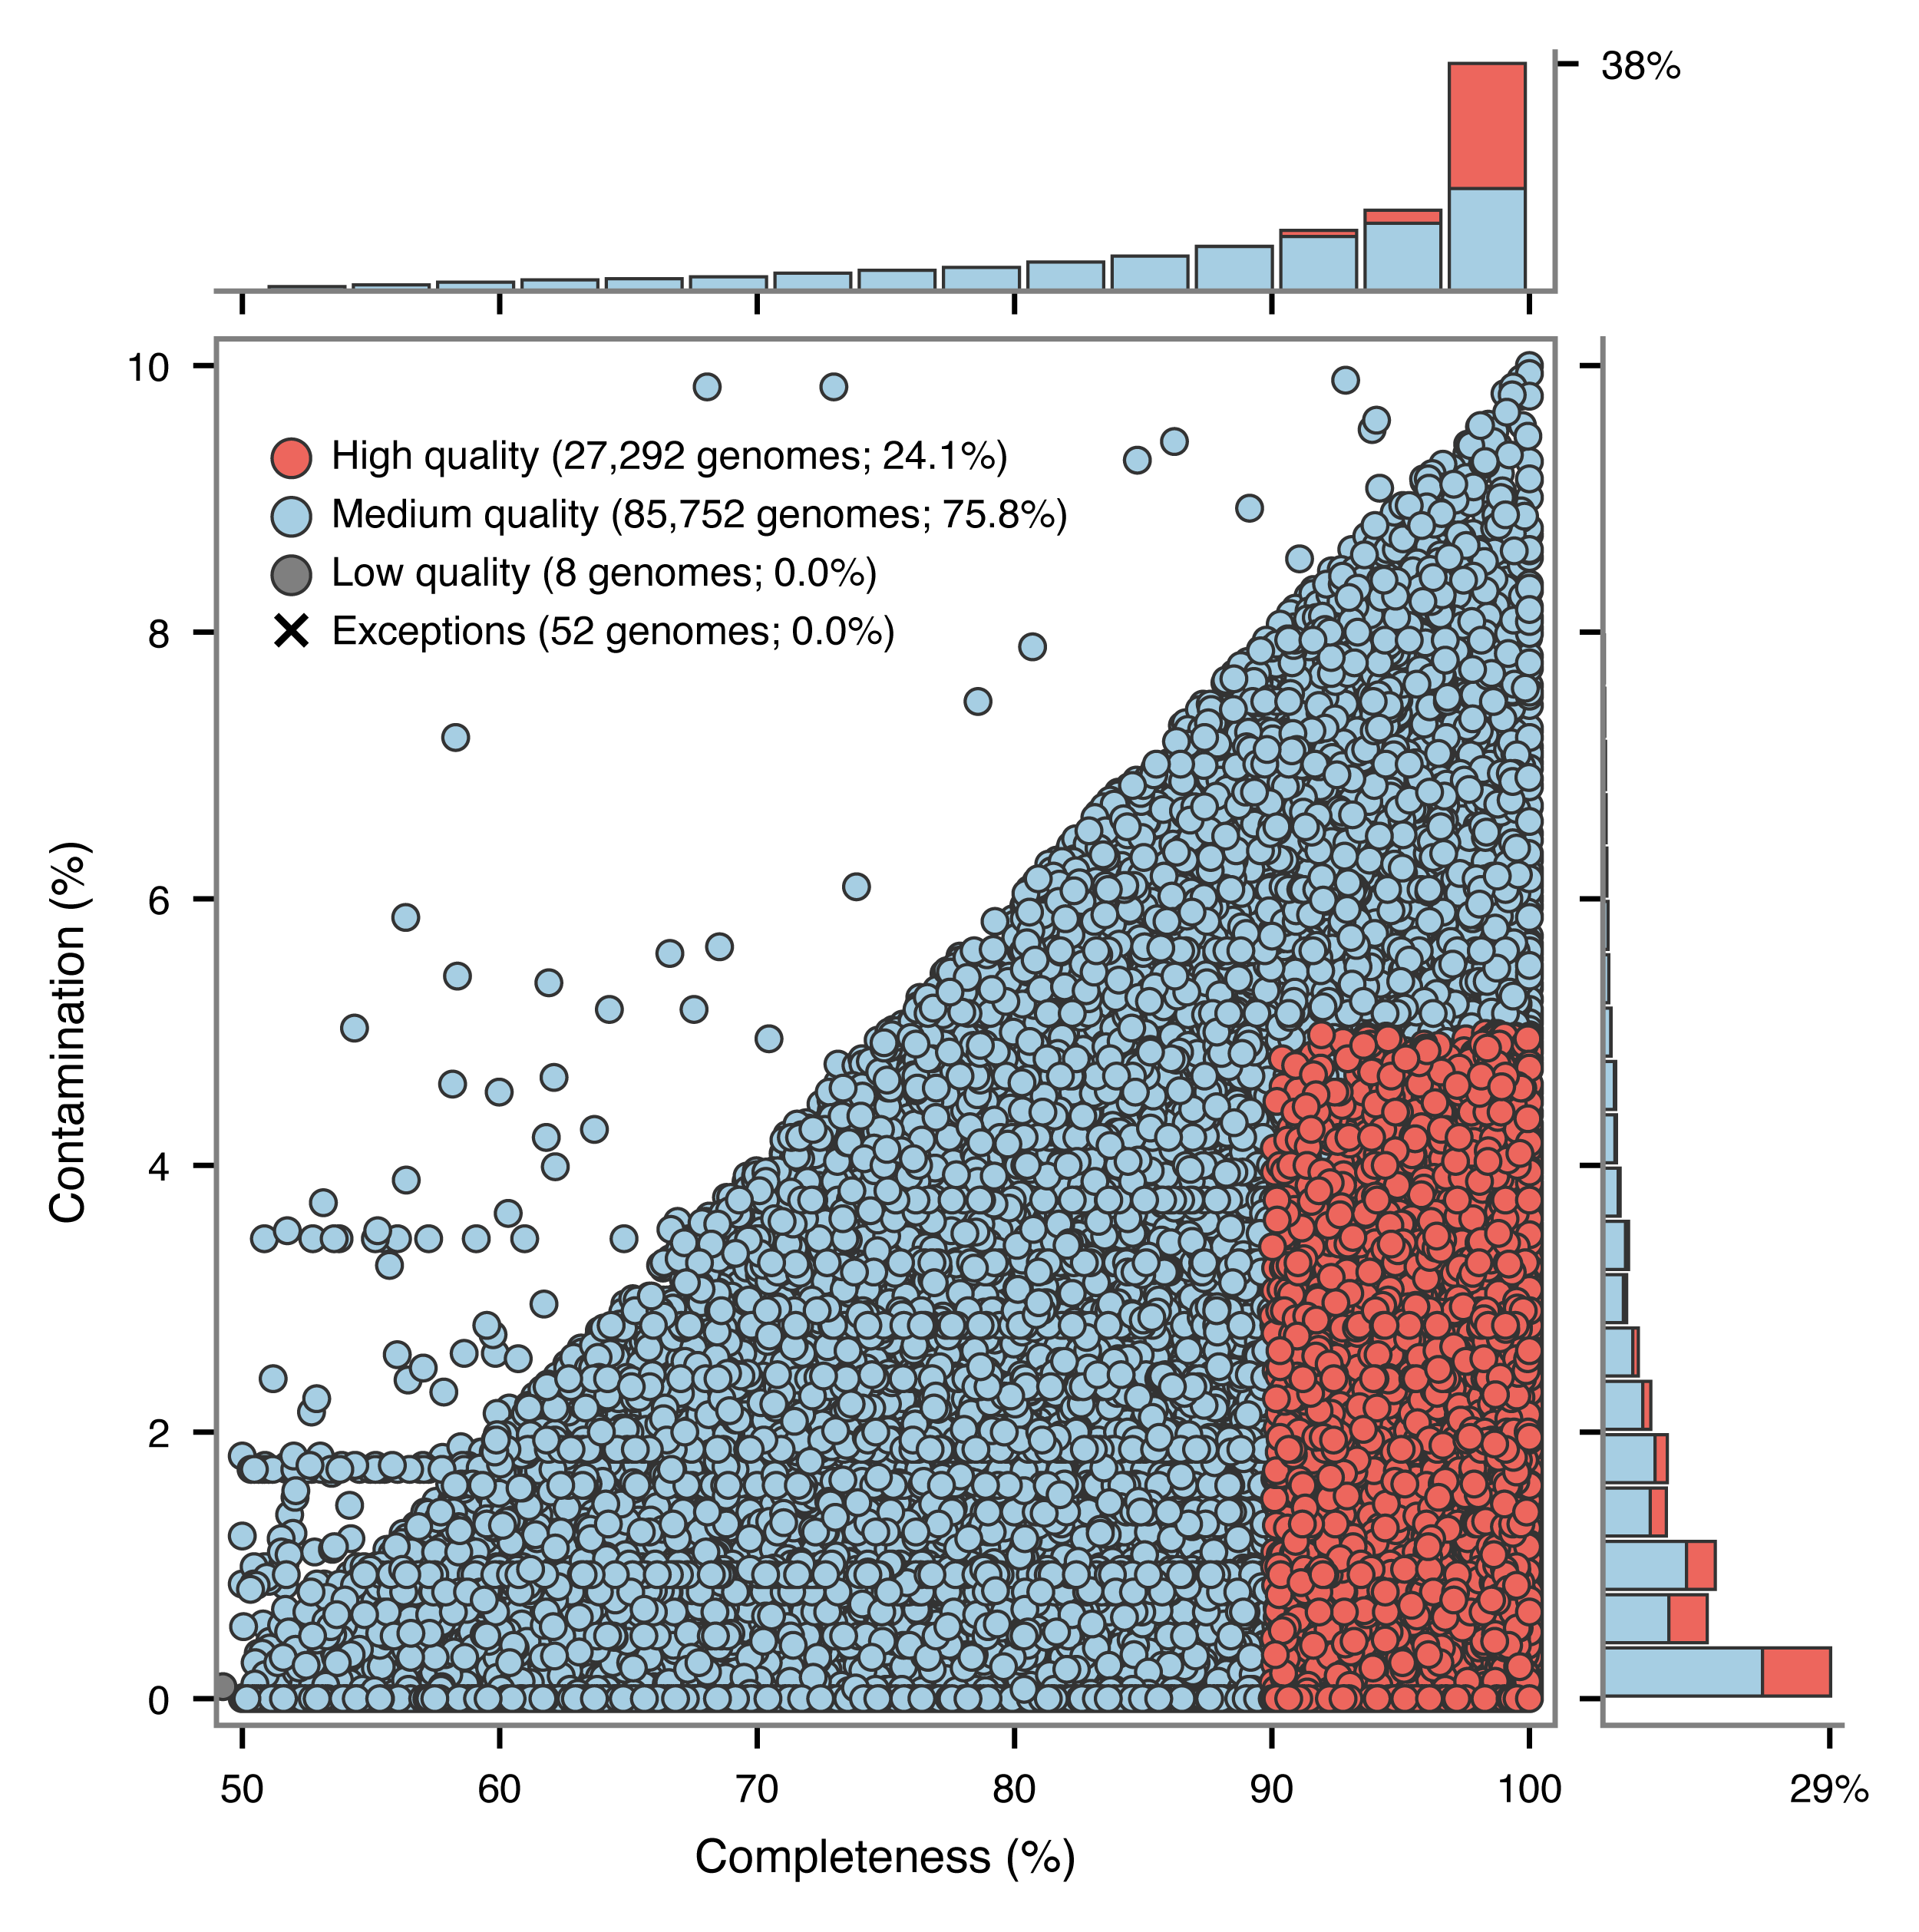 38%
10
High quality (27,292 genomes; 24.1%)
Medium quality (85,752 genomes; 75.8%)
Low quality (8 genomes; 0.0%)
Exceptions (52 genomes; 0.0%)
8
6
4
2
0
Contamination (%)
50 60 70 80 90 100 29%
Completeness (%)